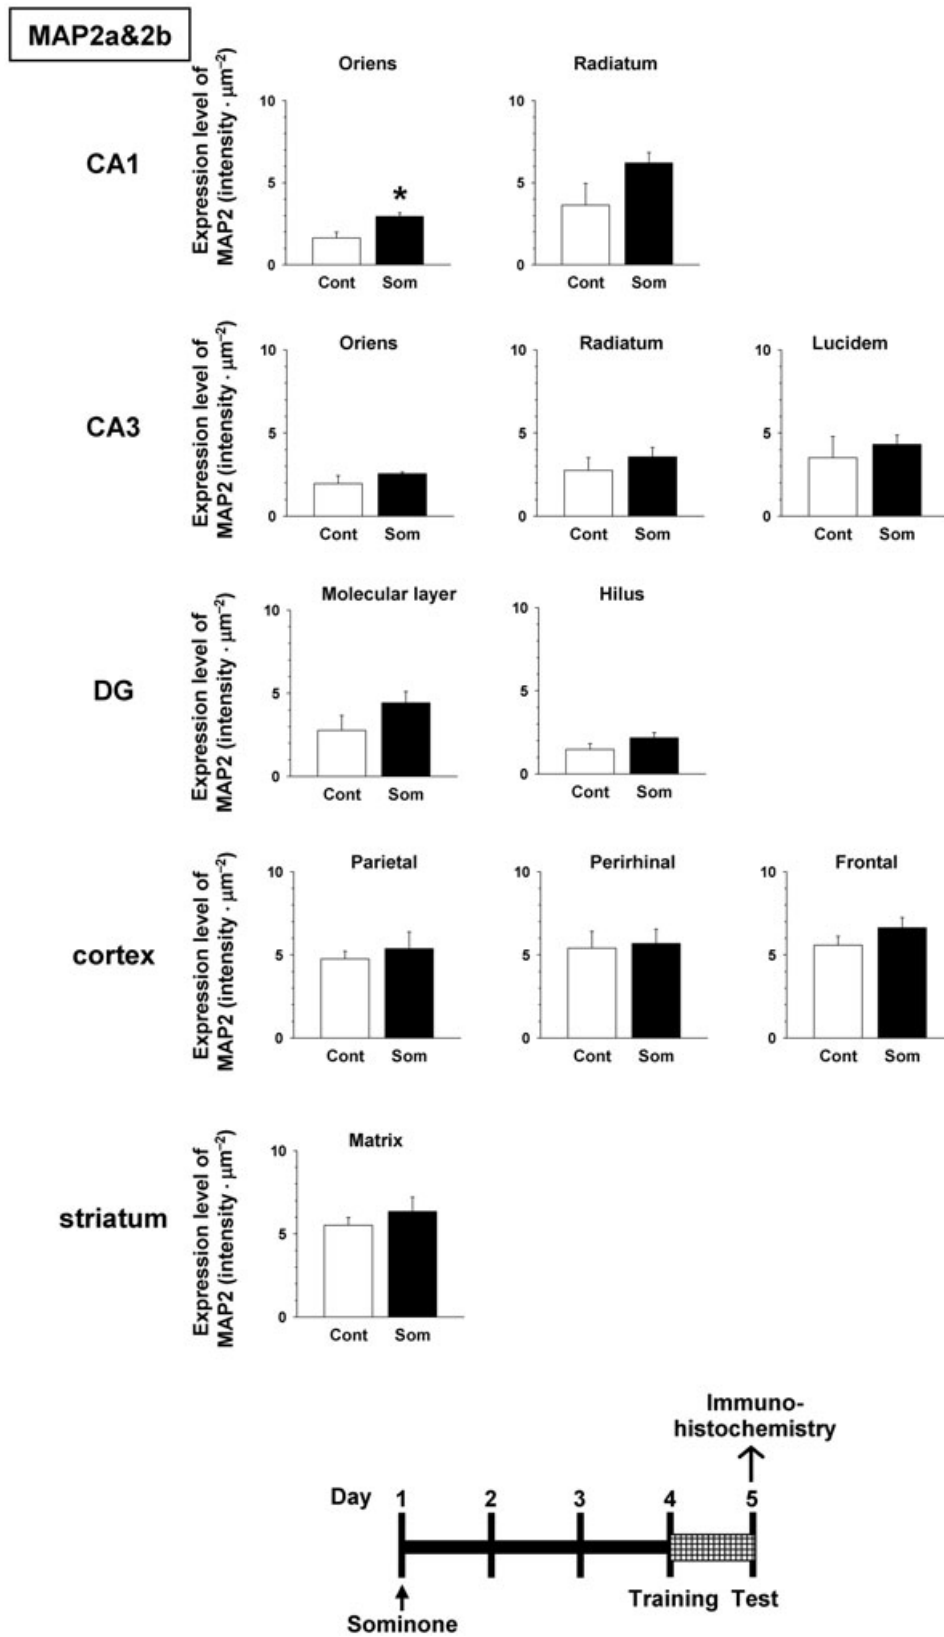 MAP2a&2b
CA1
Expression level of
MAP2 (intensity · μm⁻²)
Oriens
10
5
0
*
Cont Som
Radiatum
10
5
0
Cont Som
CA3
Expression level of
MAP2 (intensity · μm⁻²)
Oriens
10
5
0
Cont Som
Radiatum
10
5
0
Cont Som
Lucidem
10
5
0
Cont Som
DG
Expression level of
MAP2 (intensity · μm⁻²)
Molecular layer
10
5
0
Cont Som
Hilus
10
5
0
Cont Som
cortex
Expression level of
MAP2 (intensity · μm⁻²)
Parietal
10
5
0
Cont Som
Perirhinal
10
5
0
Cont Som
Frontal
10
5
0
Cont Som
striatum
Expression level of
MAP2 (intensity · μm⁻²)
Matrix
10
5
0
Cont Som
Immuno-
histochemistry
Day 1 2 3 4 5
Training Test
Sominone